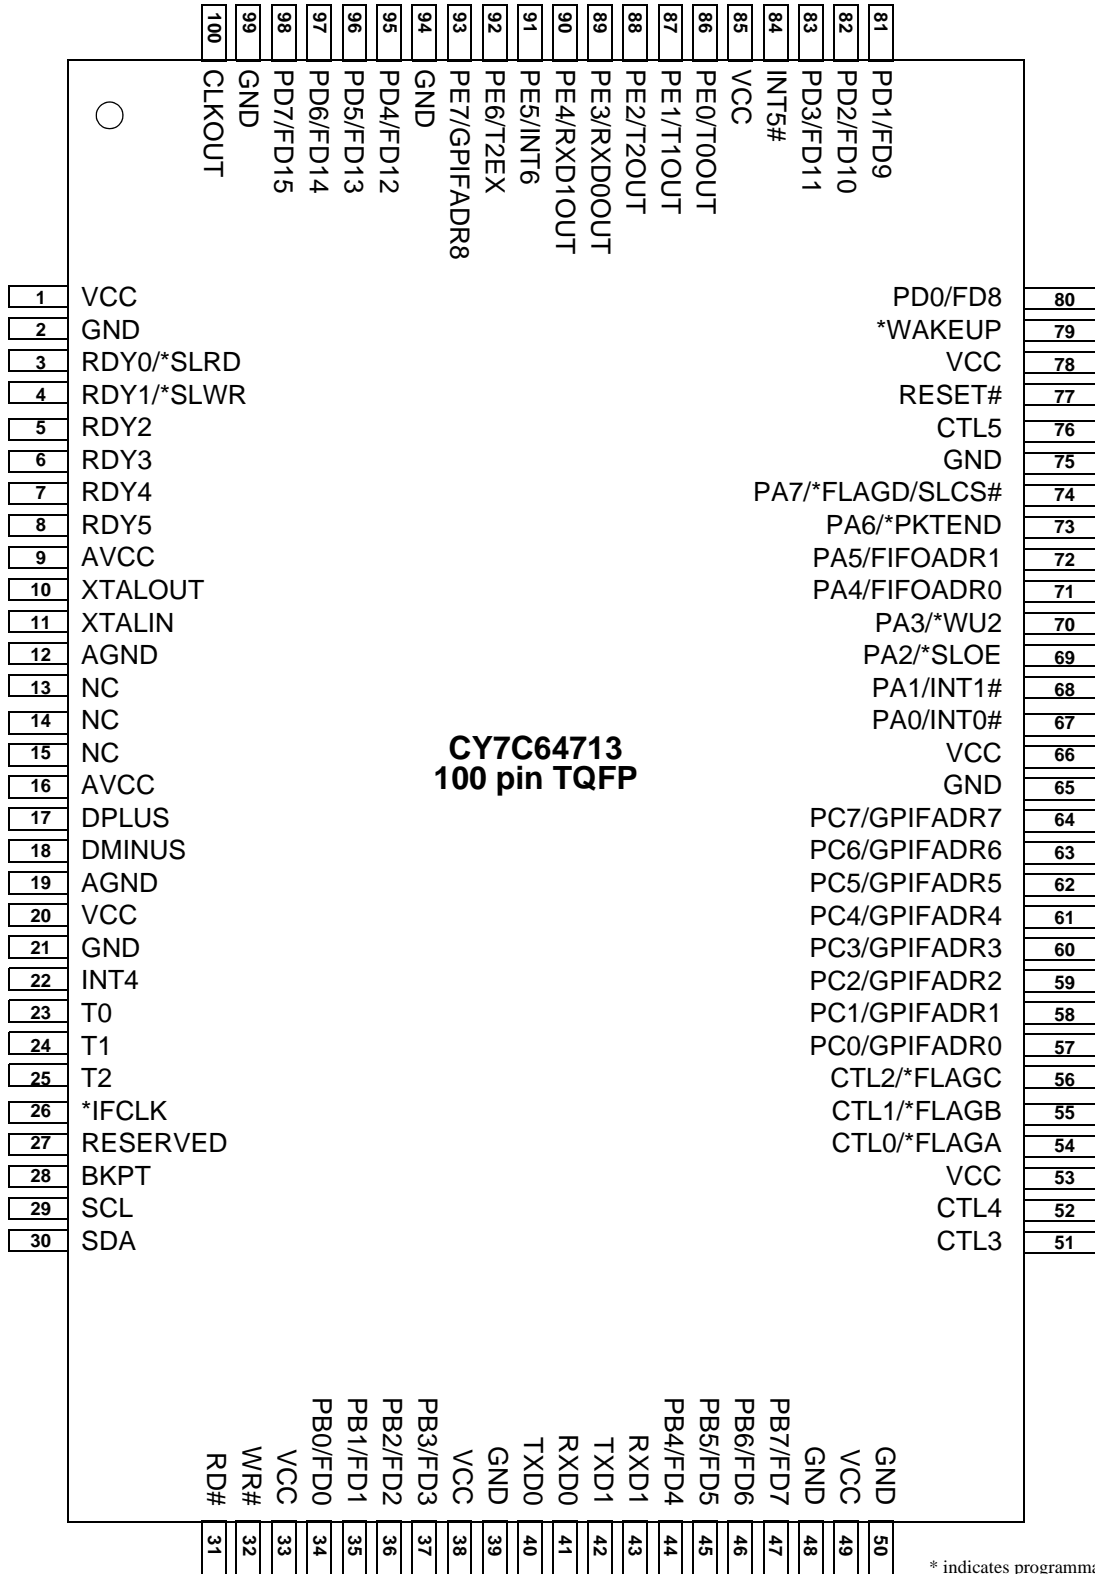 100 99 98 97 96 95 94 93 92 91 90 89 88 87 86 85 84 83 82 81
CLKOUT
GND
PD7/FD15
PD6/FD14
PD5/FD13
PD4/FD12
GND
PE7/GPIFADR8
PE6/T2EX
PE5/INT6
PE4/RXD1OUT
PE3/RXD0OUT
PE2/T2OUT
PE1/T1OUT
PE0/T0OUT
VCC
INT5#
PD3/FD11
PD2/FD10
PD1/FD9
1 VCC
2 GND
3 RDY0/*SLRD
4 RDY1/*SLWR
5 RDY2
6 RDY3
7 RDY4
8 RDY5
9 AVCC
10 XTALOUT
11 XTALIN
12 AGND
13 NC
14 NC
15 NC
16 AVCC
17 DPLUS
18 DMINUS
19 AGND
20 VCC
21 GND
22 INT4
23 T0
24 T1
25 T2
26 *IFCLK
27 RESERVED
28 BKPT
29 SCL
30 SDA
CY7C64713
100 pin TQFP
PD0/FD8 80
*WAKEUP 79
VCC 78
RESET# 77
CTL5 76
GND 75
PA7/*FLAGD/SLCS# 74
PA6/*PKTEND 73
PA5/FIFOADR1 72
PA4/FIFOADR0 71
PA3/*WU2 70
PA2/*SLOE 69
PA1/INT1# 68
PA0/INT0# 67
VCC 66
GND 65
PC7/GPIFADR7 64
PC6/GPIFADR6 63
PC5/GPIFADR5 62
PC4/GPIFADR4 61
PC3/GPIFADR3 60
PC2/GPIFADR2 59
PC1/GPIFADR1 58
PC0/GPIFADR0 57
CTL2/*FLAGC 56
CTL1/*FLAGB 55
CTL0/*FLAGA 54
VCC 53
CTL4 52
CTL3 51
RD#
WR#
VCC
PB0/FD0
PB1/FD1
PB2/FD2
PB3/FD3
VCC
GND
TXD0
RXD0
TXD1
RXD1
PB4/FD4
PB5/FD5
PB6/FD6
PB7/FD7
GND
VCC
GND
31 32 33 34 35 36 37 38 39 40 41 42 43 44 45 46 47 48 49 50
* indicates programma